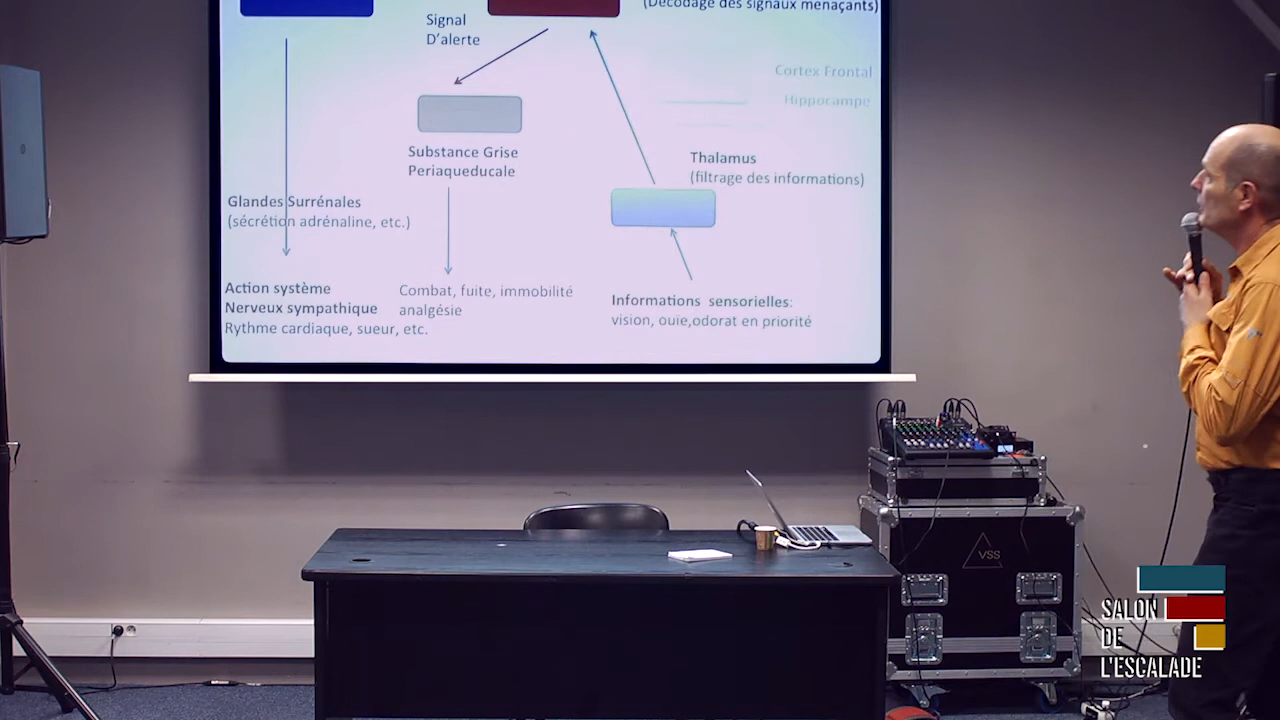 (Décodage des signaux menaçants)
Signal
D'alerte
Cortex Frontal
Hippocampe
Substance Grise
Periaqueducale
Thalamus
(filtrage des informations)
Glandes Surrénales
(sécrétion adrénaline, etc.)
Action système
Nerveux sympathique
Rythme cardiaque, sueur, etc.
Combat, fuite, immobilité
analgésie
Informations sensorielles:
vision, ouïe,odorat en priorité
VSS
SALON
DE
L'ESCALADE